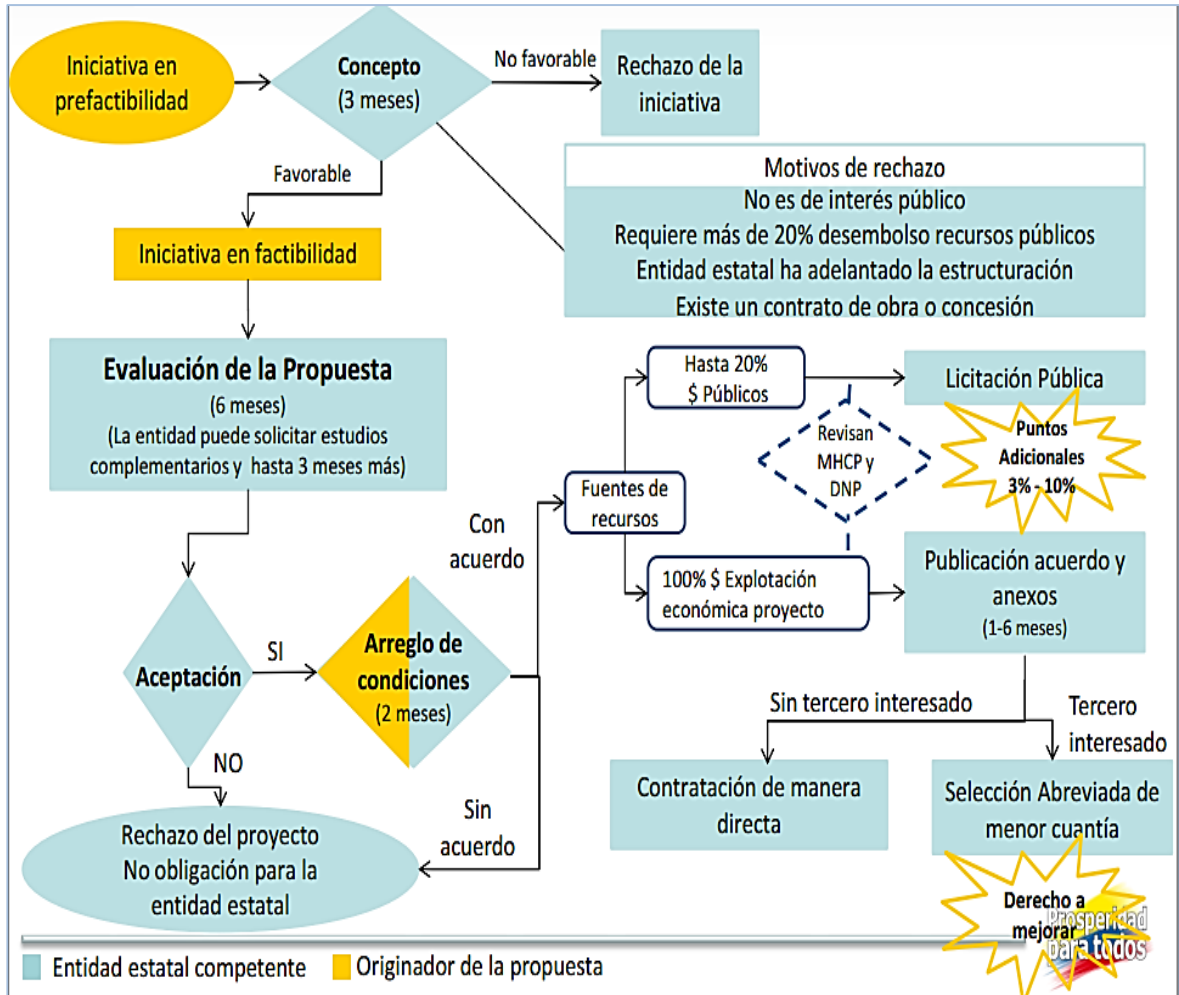 Iniciativa en
prefactibilidad
Concepto
(3 meses)
No favorable
Rechazo de la
iniciativa
Favorable
Motivos de rechazo
No es de interés público
Requiere más de 20% desembolso recursos públicos
Entidad estatal ha adelantado la estructuración
Existe un contrato de obra o concesión
Iniciativa en factibilidad
Evaluación de la Propuesta
(6 meses)
(La entidad puede solicitar estudios
complementarios y hasta 3 meses más)
Hasta 20%
$ Públicos
Licitación Pública
Revisan
MHCP y
DNP
Puntos
Adicionales
3% - 10%
Fuentes de
recursos
Con
acuerdo
100% $ Explotación
económica proyecto
Publicación acuerdo y
anexos
(1-6 meses)
Aceptación
SI
Arreglo de
condiciones
(2 meses)
NO
Sin tercero interesado
Tercero
interesado
Contratación de manera
directa
Selección Abreviada de
menor cuantía
Sin
acuerdo
Rechazo del proyecto
No obligación para la
entidad estatal
Derecho a
mejorar
Prosperidad
para todos
Entidad estatal competente
Originador de la propuesta